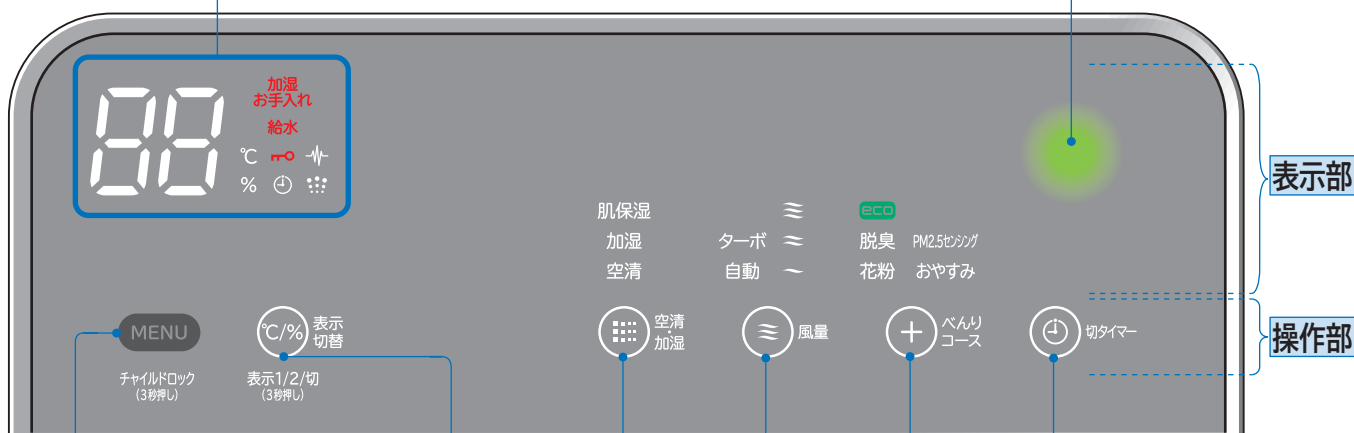 88
加湿
お手入れ
給水
℃
%
表示部
肌保湿
eco
加湿
ターボ
脱臭
PM2.5センシング
空清
自動
花粉
おやすみ
MENU
℃/%
表示
切替
空清
・
加湿
風量
べんり
コース
切タイマー
操作部
チャイルドロック
(3秒押し)
表示1/2/切
(3秒押し)